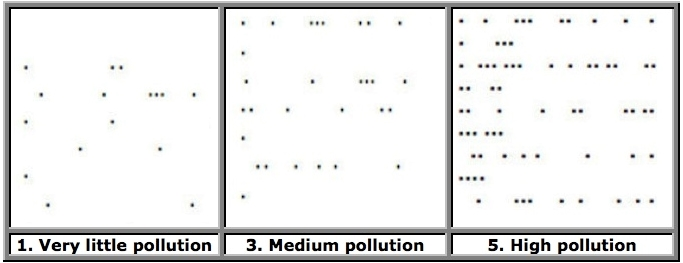 1. Very little pollution
3. Medium pollution
5. High pollution